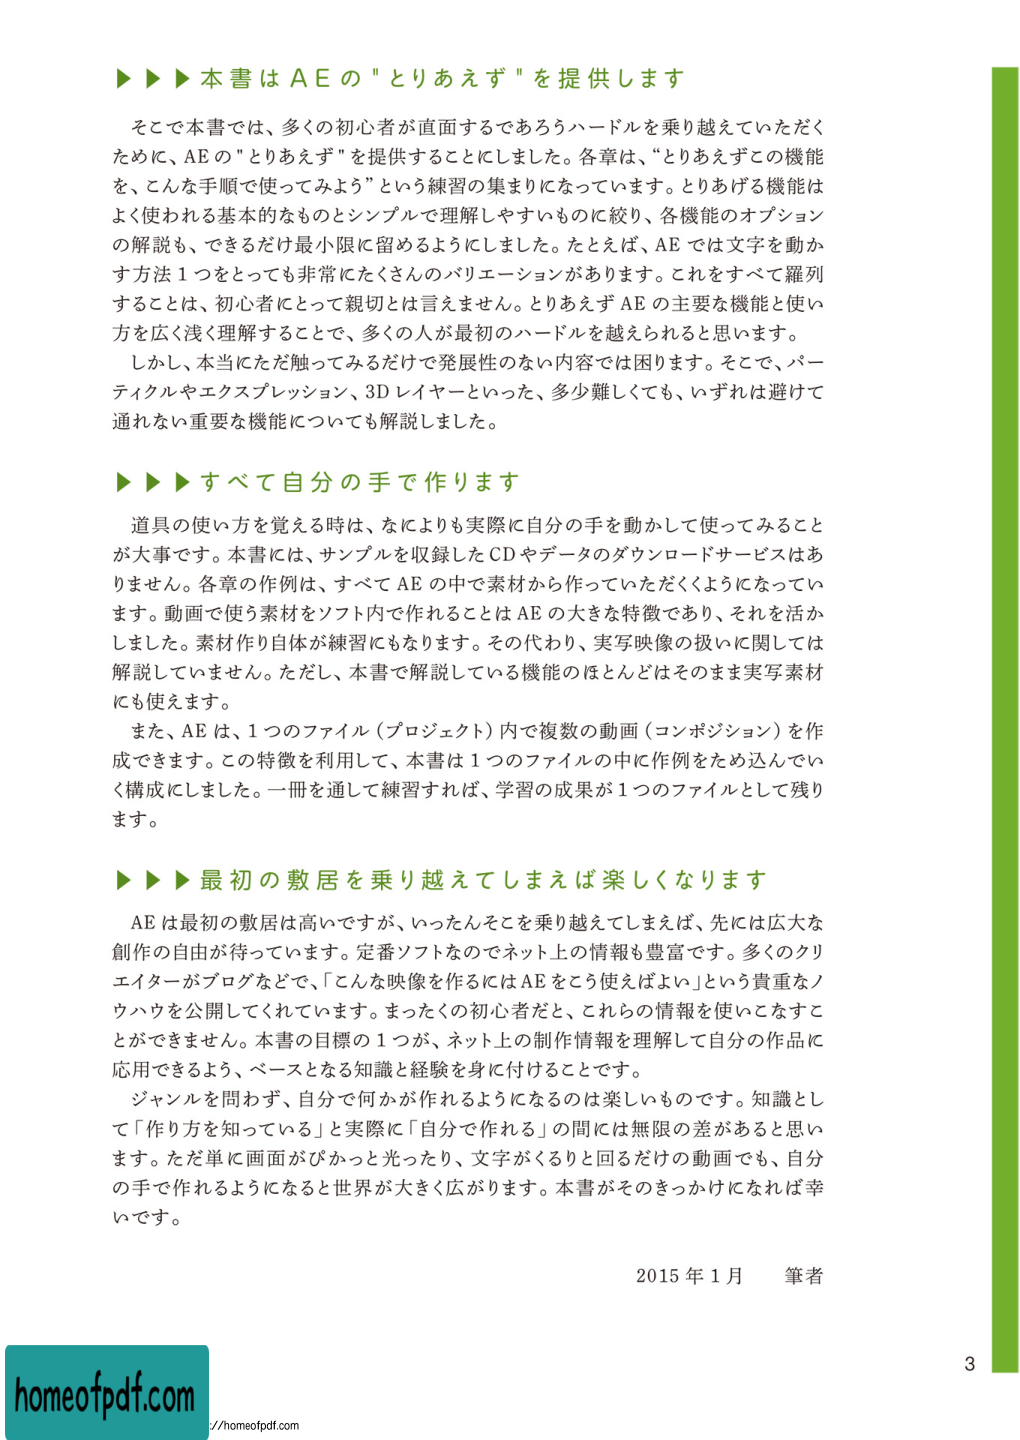 ▶▶▶本書はAEの"とりあえず"を提供します
そこで本書では、多くの初心者が直面するであろうハードルを乗り越えていただく
ために、AEの"とりあえず"を提供することにしました。各章は、“とりあえずこの機能
を、こんな手順で使ってみよう”という練習の集まりになっています。とりあげる機能は
よく使われる基本的なものとシンプルで理解しやすいものに絞り、各機能のオプション
の解説も、できるだけ最小限に留めるようにしました。たとえば、AEでは文字を動か
す方法1つをとっても非常にたくさんのバリエーションがあります。これをすべて羅列
することは、初心者にとって親切とは言えません。とりあえずAEの主要な機能と使い
方を広く浅く理解することで、多くの人が最初のハードルを越えられると思います。
しかし、本当にただ触ってみるだけで発展性のない内容では困ります。そこで、パー
ティクルやエクスプレッション、3Dレイヤーといった、多少難しくても、いずれは避けて
通れない重要な機能についても解説しました。
▶▶▶すべて自分の手で作ります
道具の使い方を覚える時は、なによりも実際に自分の手を動かして使ってみること
が大事です。本書には、サンプルを収録したCDやデータのダウンロードサービスはあ
りません。各章の作例は、すべてAEの中で素材から作っていただくくようになってい
ます。動画で使う素材をソフト内で作れることはAEの大きな特徴であり、それを活か
しました。素材作り自体が練習にもなります。その代わり、実写映像の扱いに関しては
解説していません。ただし、本書で解説している機能のほとんどはそのまま実写素材
にも使えます。
また、AEは、1つのファイル（プロジェクト）内で複数の動画（コンポジション）を作
成できます。この特徴を利用して、本書は1つのファイルの中に作例をため込んでい
く構成にしました。一冊を通して練習すれば、学習の成果が1つのファイルとして残り
ます。
▶▶▶最初の敷居を乗り越えてしまえば楽しくなります
AEは最初の敷居は高いですが、いったんそこを乗り越えてしまえば、先には広大な
創作の自由が待っています。定番ソフトなのでネット上の情報も豊富です。多くのクリ
エイターがブログなどで、「こんな映像を作るにはAEをこう使えばよい」という貴重なノ
ウハウを公開してくれています。まったくの初心者だと、これらの情報を使いこなすこ
とができません。本書の目標の1つが、ネット上の制作情報を理解して自分の作品に
応用できるよう、ベースとなる知識と経験を身に付けることです。
ジャンルを問わず、自分で何かが作れるようになるのは楽しいものです。知識とし
て「作り方を知っている」と実際に「自分で作れる」の間には無限の差があると思い
ます。ただ単に画面がぴかっと光ったり、文字がくるりと回るだけの動画でも、自分
の手で作れるようになると世界が大きく広がります。本書がそのきっかけになれば幸
いです。
2015年1月　筆者
3
homeofpdf.com
://homeofpdf.com